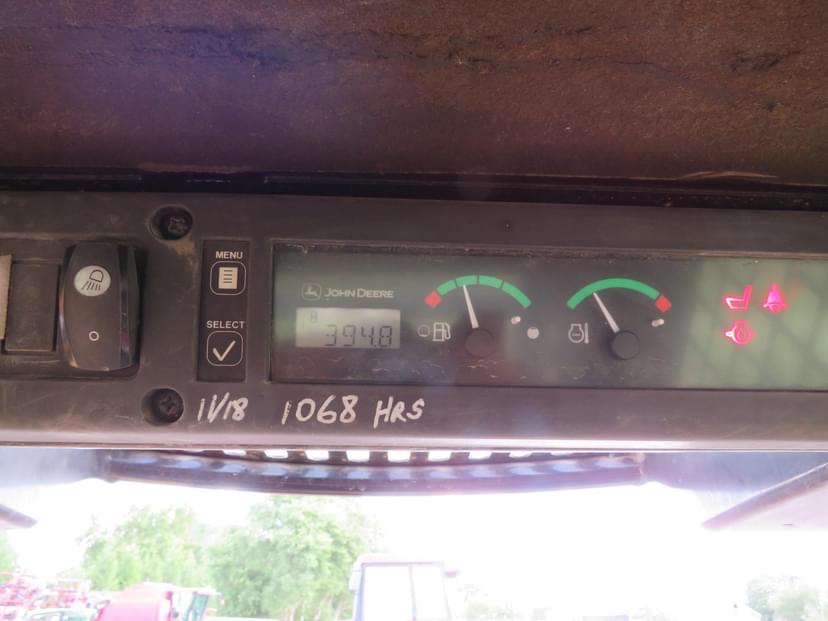 MENU
SELECT
JOHN DEERE
394.8
11/18 1068 HRS